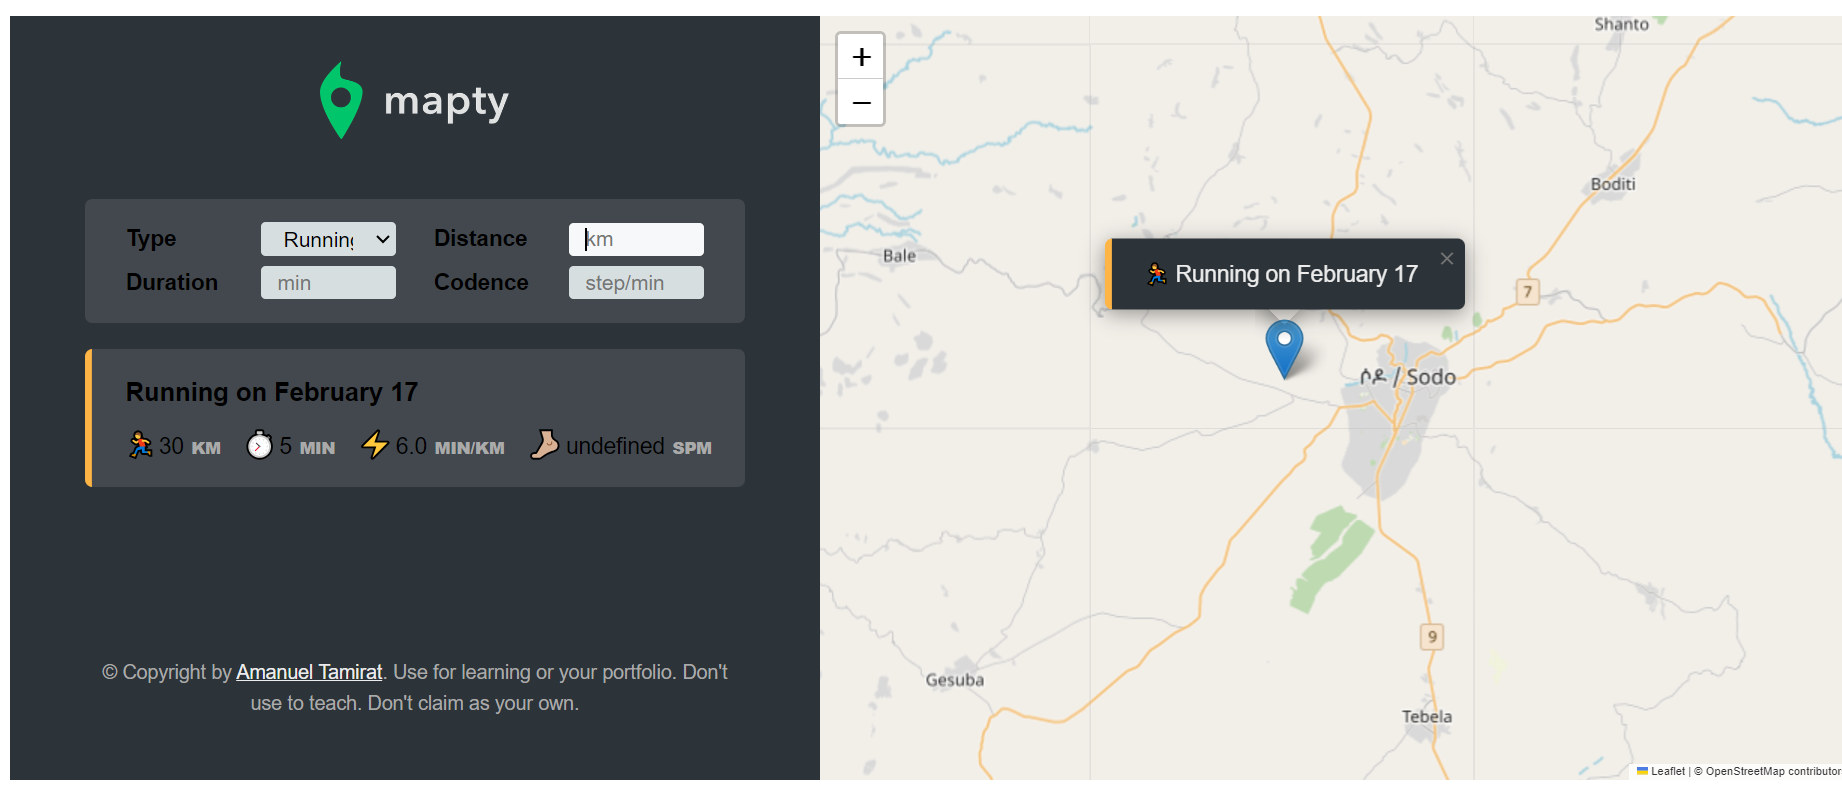 mapty
Type Running Distance km
Duration min Codence step/min
Running on February 17
30 KM 5 MIN 6.0 MIN/KM undefined SPM
© Copyright by Amanuel Tamirat. Use for learning or your portfolio. Don't
use to teach. Don't claim as your own.
+
−
Shanto
Boditi
Bale
Running on February 17 ×
7
ሶዶ / Sodo
9
Gesuba
Tebela
Leaflet | © OpenStreetMap contributor